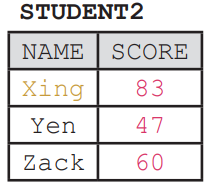 STUDENT2
NAME SCORE
Xing 83
Yen 47
Zack 60